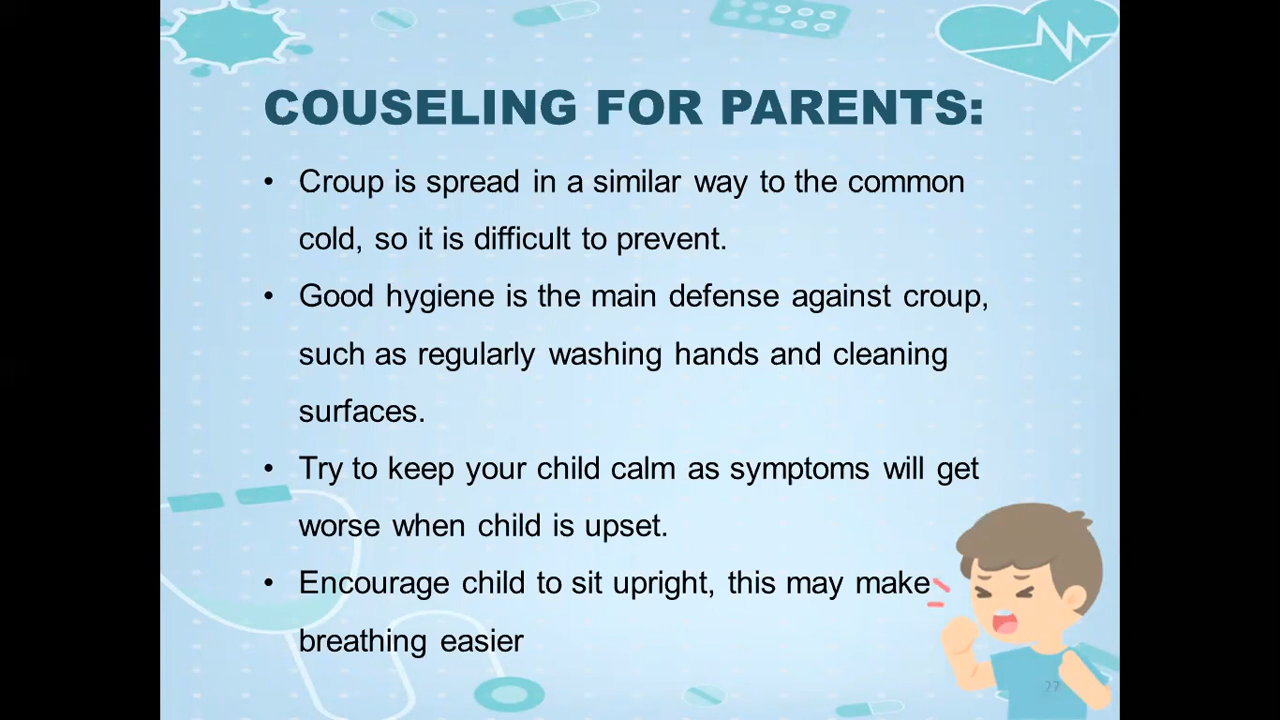 COUSELING FOR PARENTS:
• Croup is spread in a similar way to the common
cold, so it is difficult to prevent.
• Good hygiene is the main defense against croup,
such as regularly washing hands and cleaning
surfaces.
• Try to keep your child calm as symptoms will get
worse when child is upset.
• Encourage child to sit upright, this may make
breathing easier
27